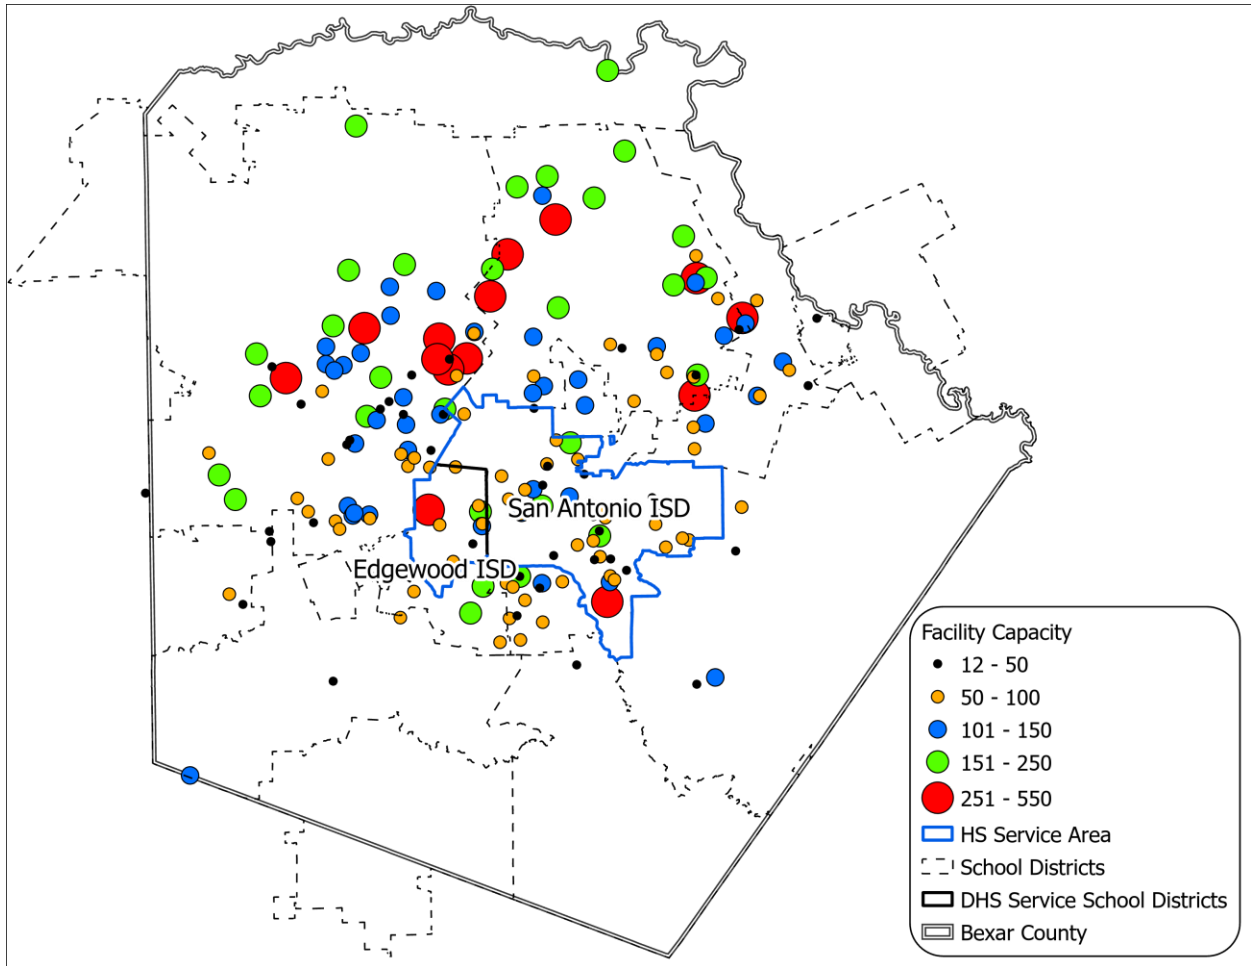 San Antonio ISD
Edgewood ISD
Facility Capacity
12 - 50
50 - 100
101 - 150
151 - 250
251 - 550
HS Service Area
School Districts
DHS Service School Districts
Bexar County